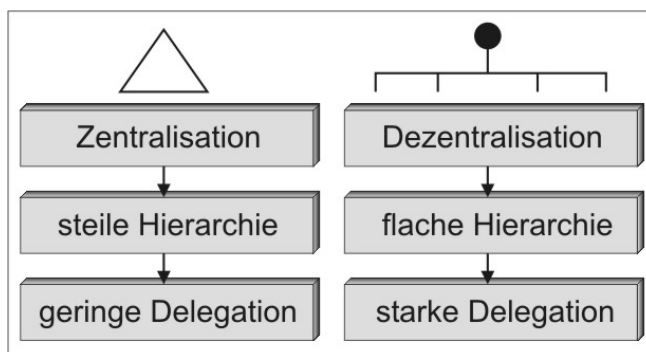 Zentralisation
steile Hierarchie
geringe Delegation
Dezentralisation
flache Hierarchie
starke Delegation